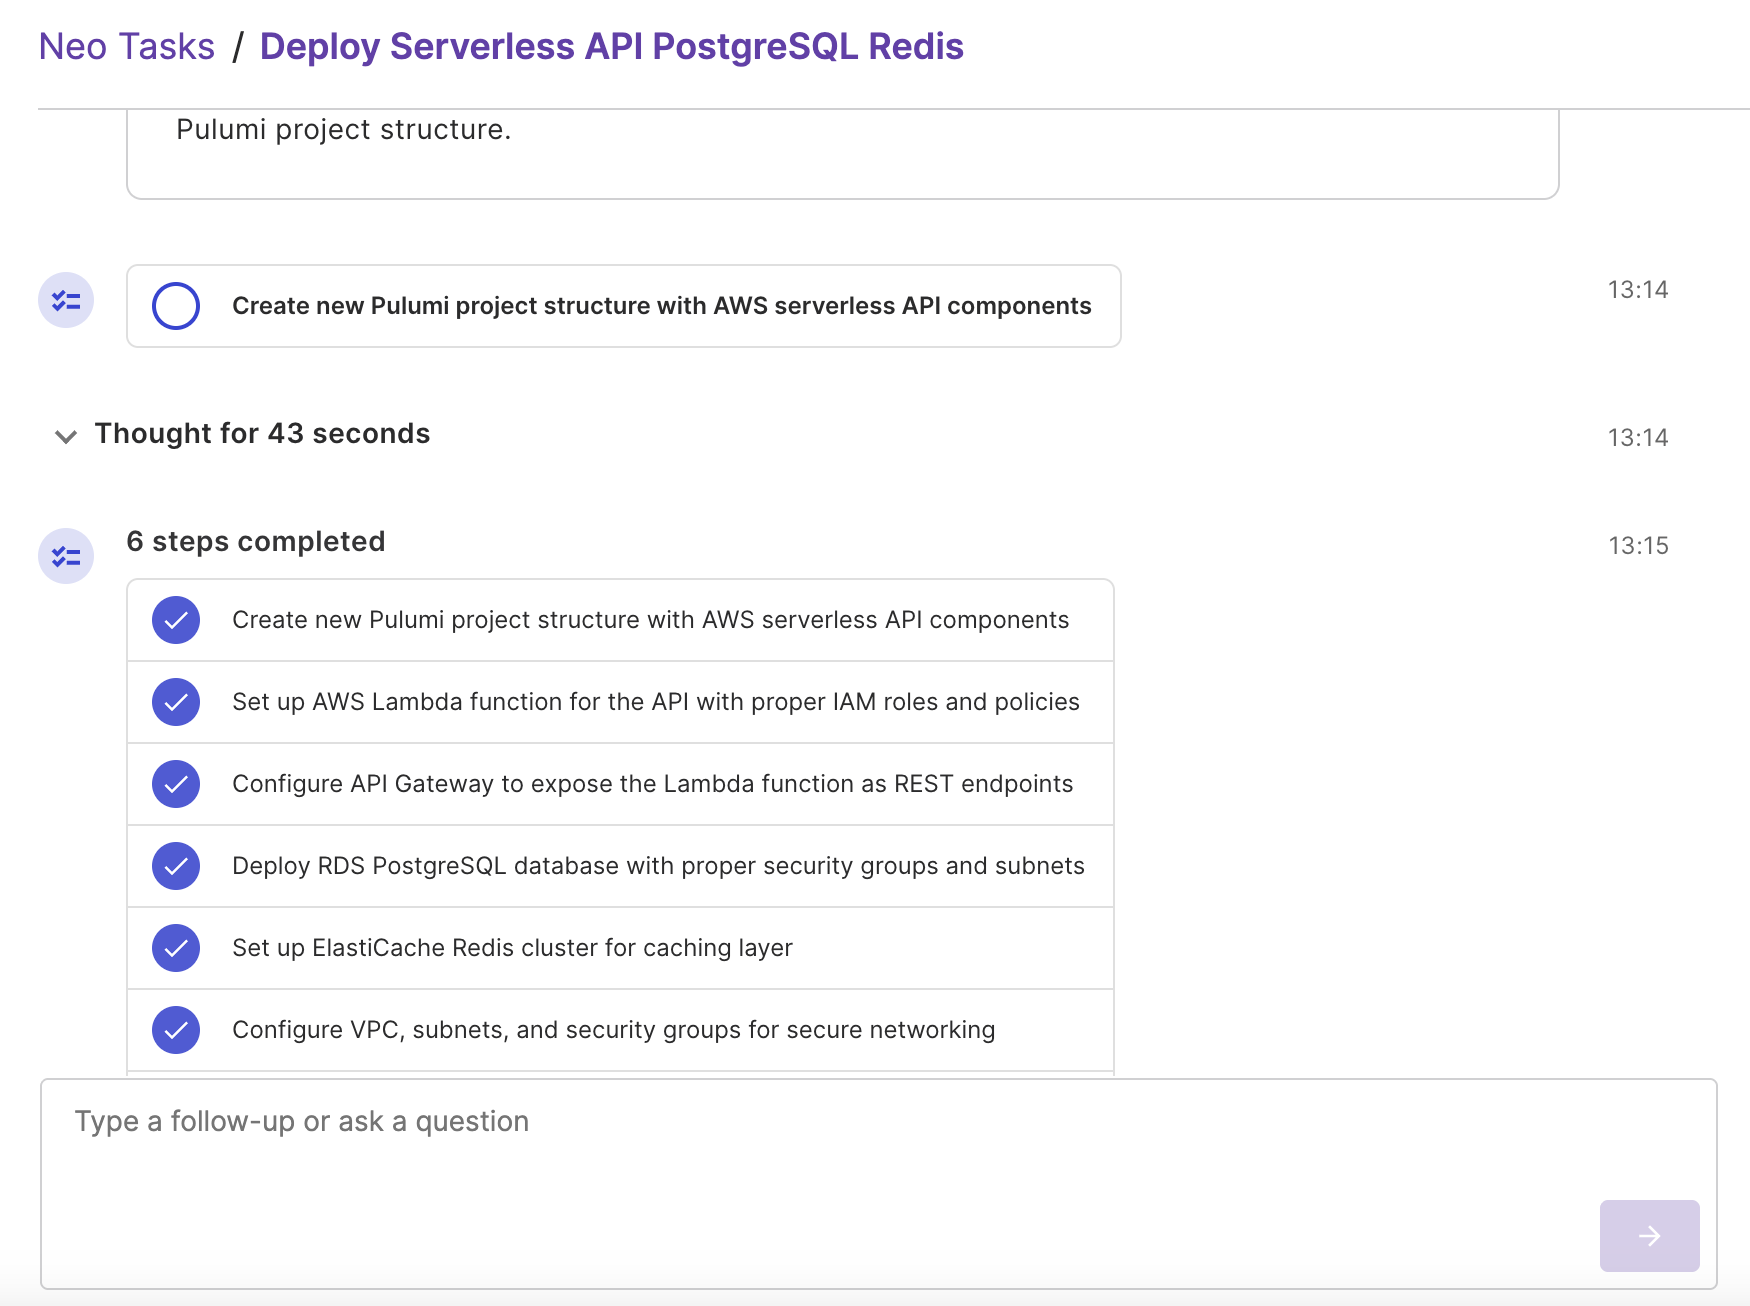 Neo Tasks / Deploy Serverless API PostgreSQL Redis
Pulumi project structure.
Create new Pulumi project structure with AWS serverless API components
13:14
Thought for 43 seconds
13:14
6 steps completed
13:15
Create new Pulumi project structure with AWS serverless API components
Set up AWS Lambda function for the API with proper IAM roles and policies
Configure API Gateway to expose the Lambda function as REST endpoints
Deploy RDS PostgreSQL database with proper security groups and subnets
Set up ElastiCache Redis cluster for caching layer
Configure VPC, subnets, and security groups for secure networking
Type a follow-up or ask a question